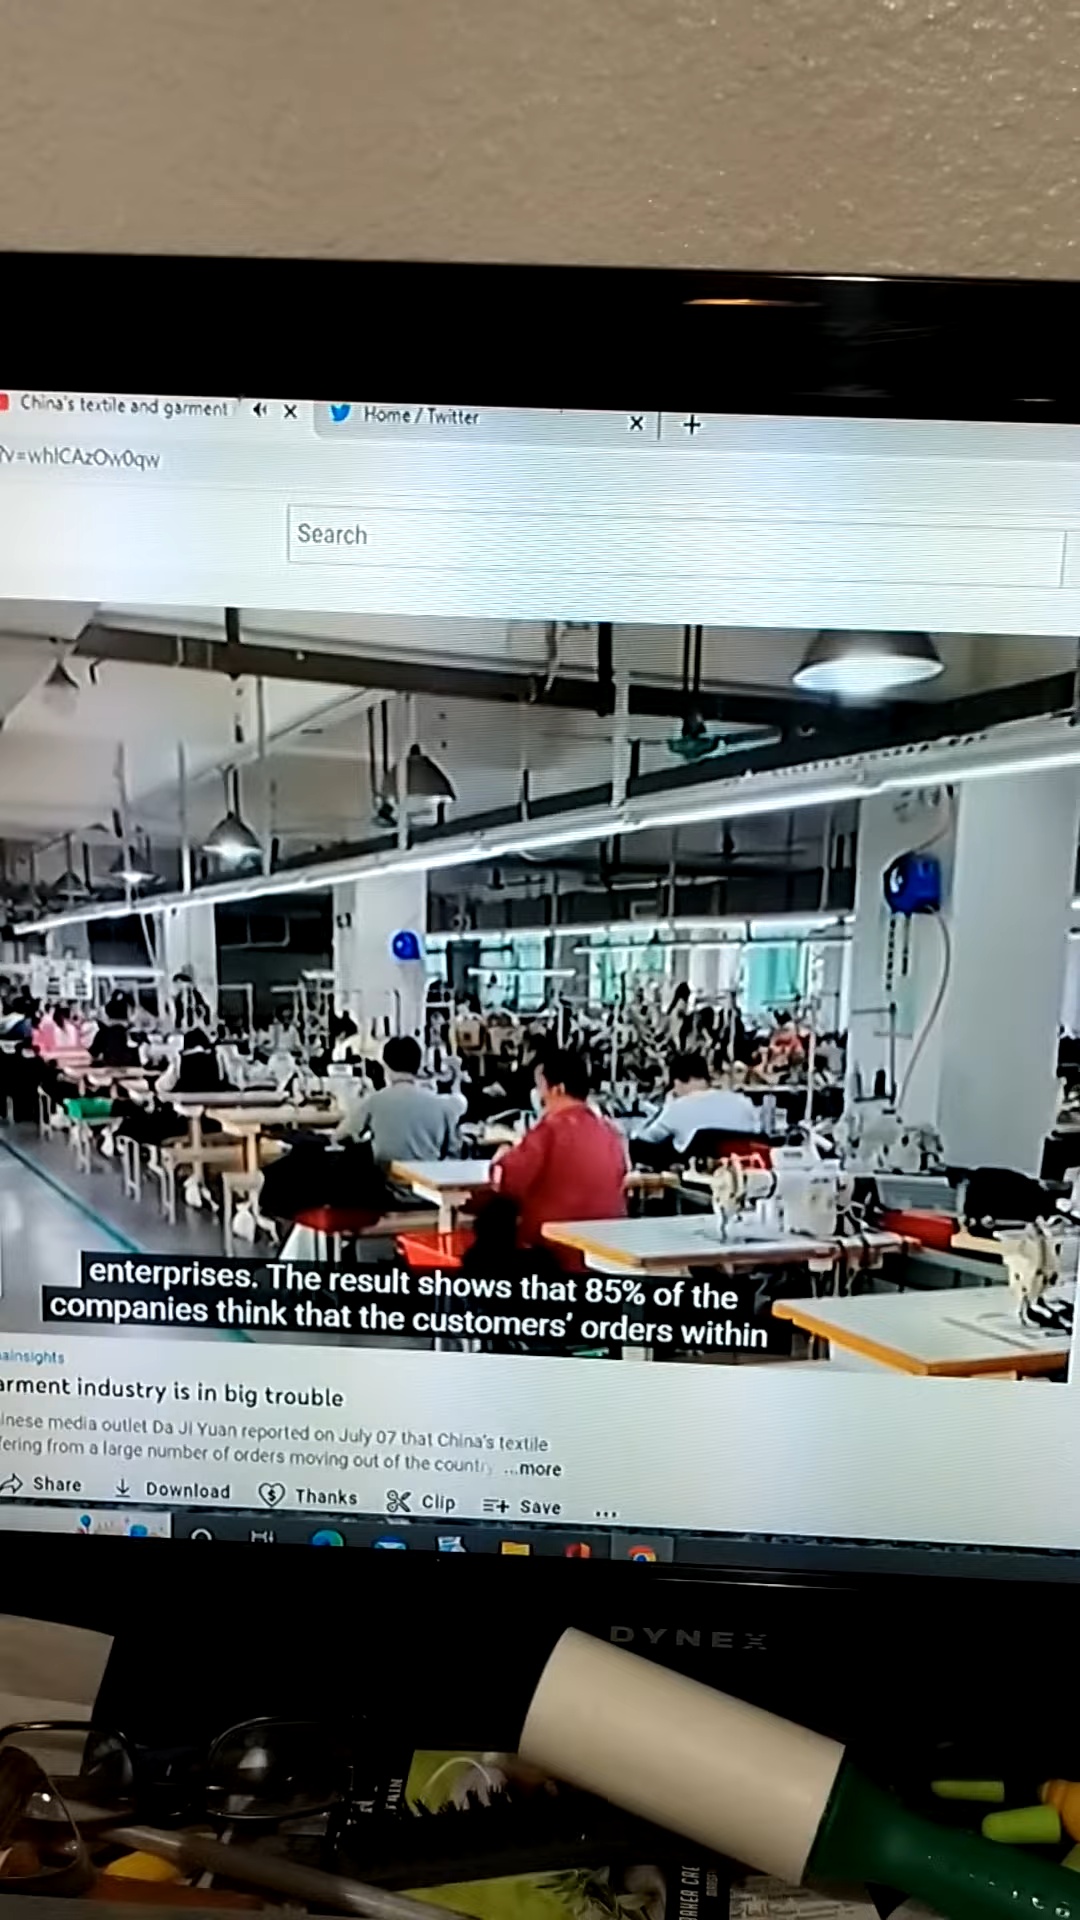 China's textile and garment
Home / Twitter
?v=whICAzOw0qw
Search
enterprises. The result shows that 85% of the
companies think that the customers' orders within
ainsights
arment industry is in big trouble
inese media outlet Da Ji Yuan reported on July 07 that China's textile
fering from a large number of orders moving out of the country ...more
Share Download Thanks Clip Save ...
DYNEX